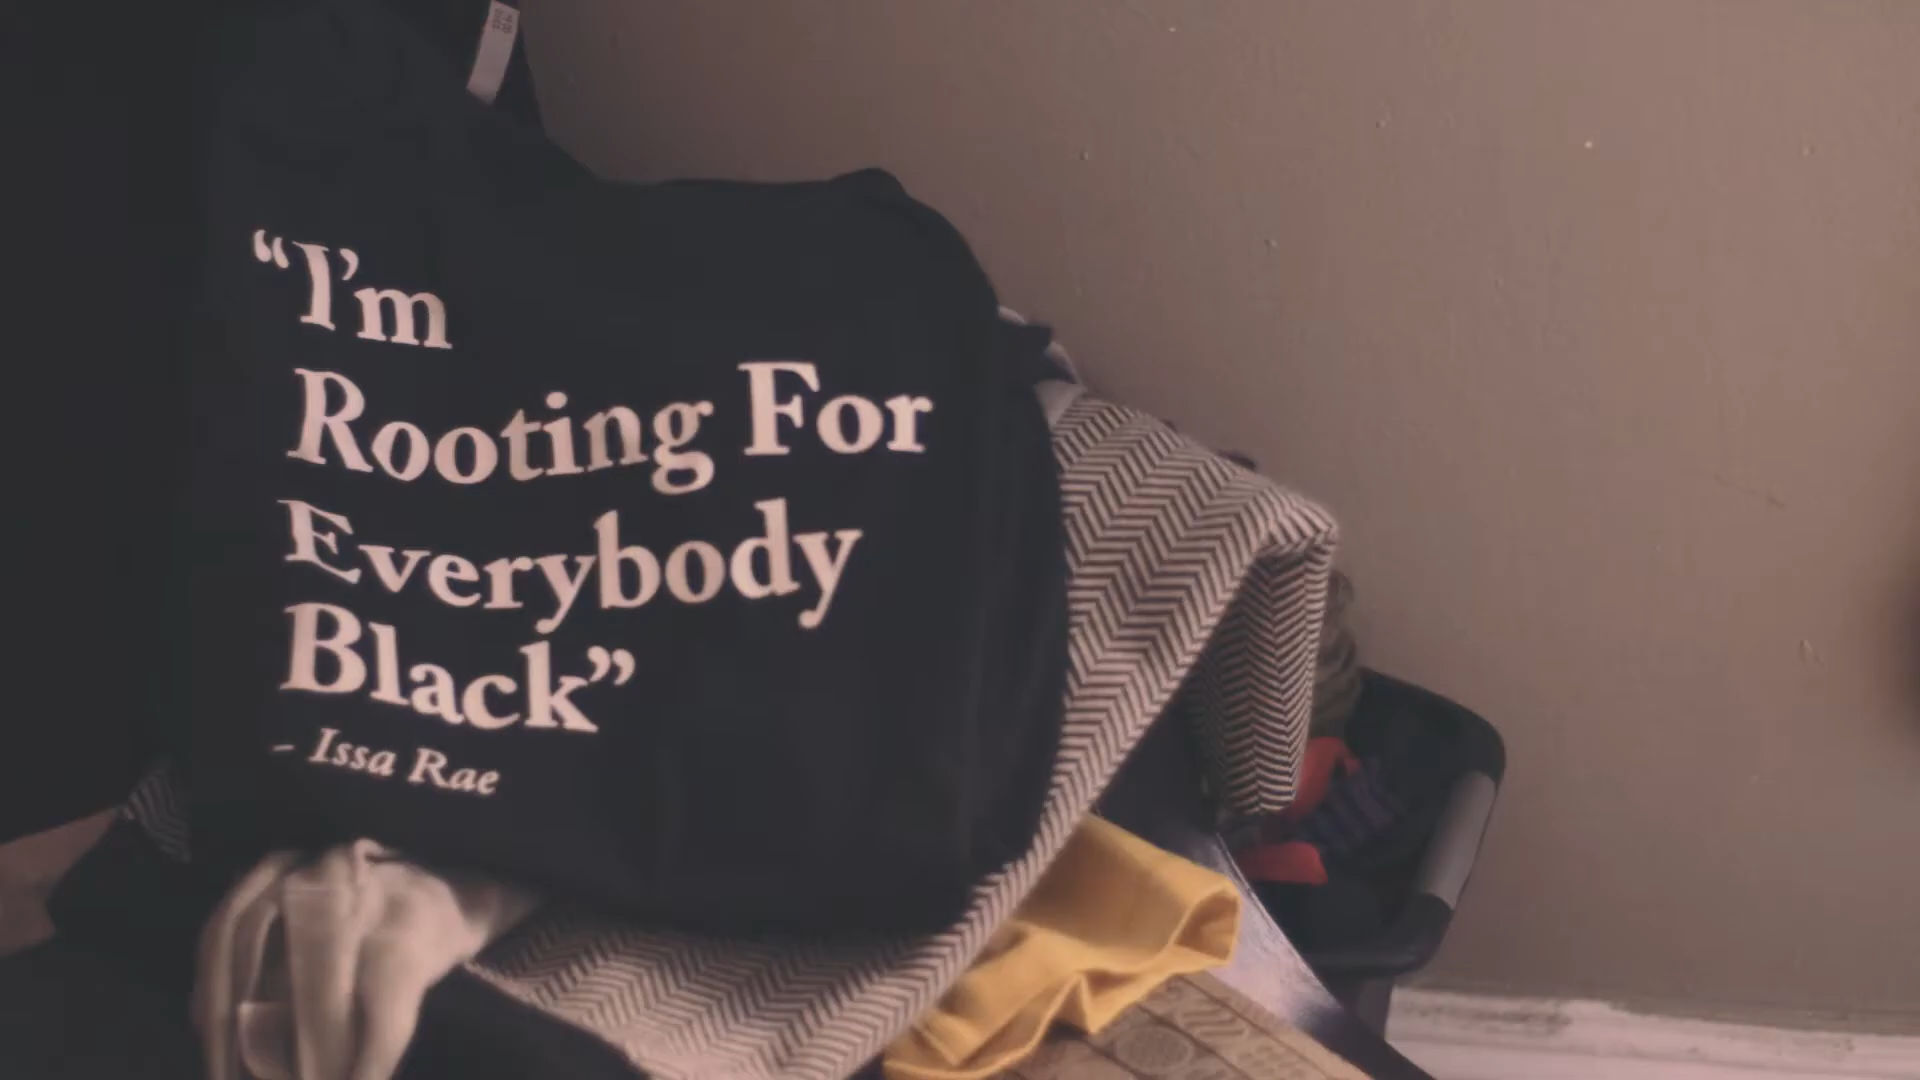 “I’m
Rooting For
Everybody
Black”
- Issa Rae